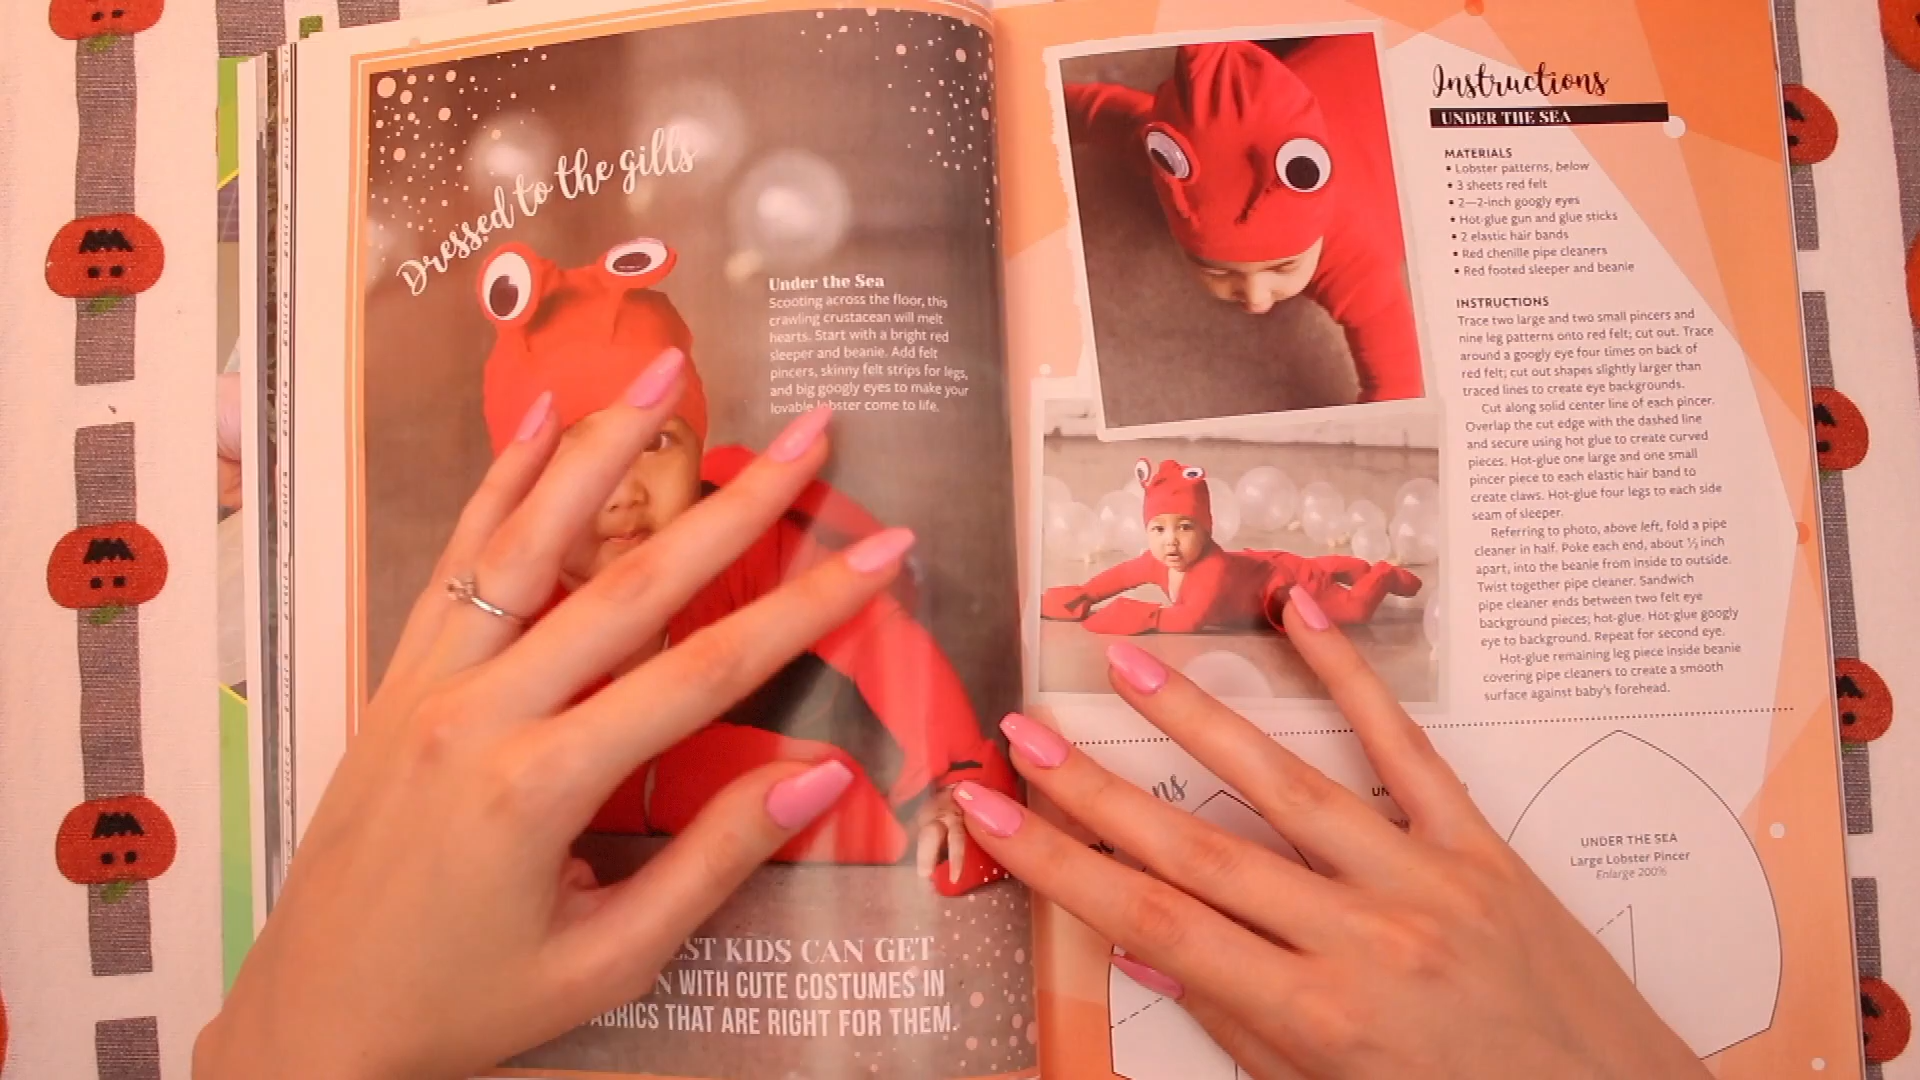 Dressed to the gills
Under the Sea
Scooting across the floor, this
crawling crustacean will melt
hearts. Start with a bright red
sleeper and beanie. Add felt
pincers, skinny felt strips for legs,
and big googly eyes to make your
lovable lobster come to life.
KIDS CAN GET
WITH CUTE COSTUMES IN
THAT ARE RIGHT FOR THEM.
Instructions
UNDER THE SEA
MATERIALS
• Lobster patterns, below
• 3 sheets red felt
• 2—2-inch googly eyes
• Hot-glue gun and glue sticks
• 2 elastic hair bands
• Red chenille pipe cleaners
• Red footed sleeper and beanie
INSTRUCTIONS
Trace two large and two small pincers and
nine leg patterns onto red felt; cut out. Trace
around a googly eye four times on back of
red felt; cut out shapes slightly larger than
traced lines to create eye backgrounds.
Cut along solid center line of each pincer.
Overlap the cut edge with the dashed line
and secure using hot glue to create curved
pieces. Hot-glue one large and one small
pincer piece to each elastic hair band to
create claws. Hot-glue four legs to each side
seam of sleeper.
Referring to photo, above left, fold a pipe
cleaner in half. Poke each end, about ½ inch
apart, into the beanie from inside to outside.
Twist together pipe cleaner. Sandwich
pipe cleaner ends between two felt eye
background pieces; hot-glue. Hot-glue googly
eye to background. Repeat for second eye.
Hot-glue remaining leg piece inside beanie
covering pipe cleaners to create a smooth
surface against baby's forehead.
UNDER THE SEA
Large Lobster Pincer
Enlarge 200%